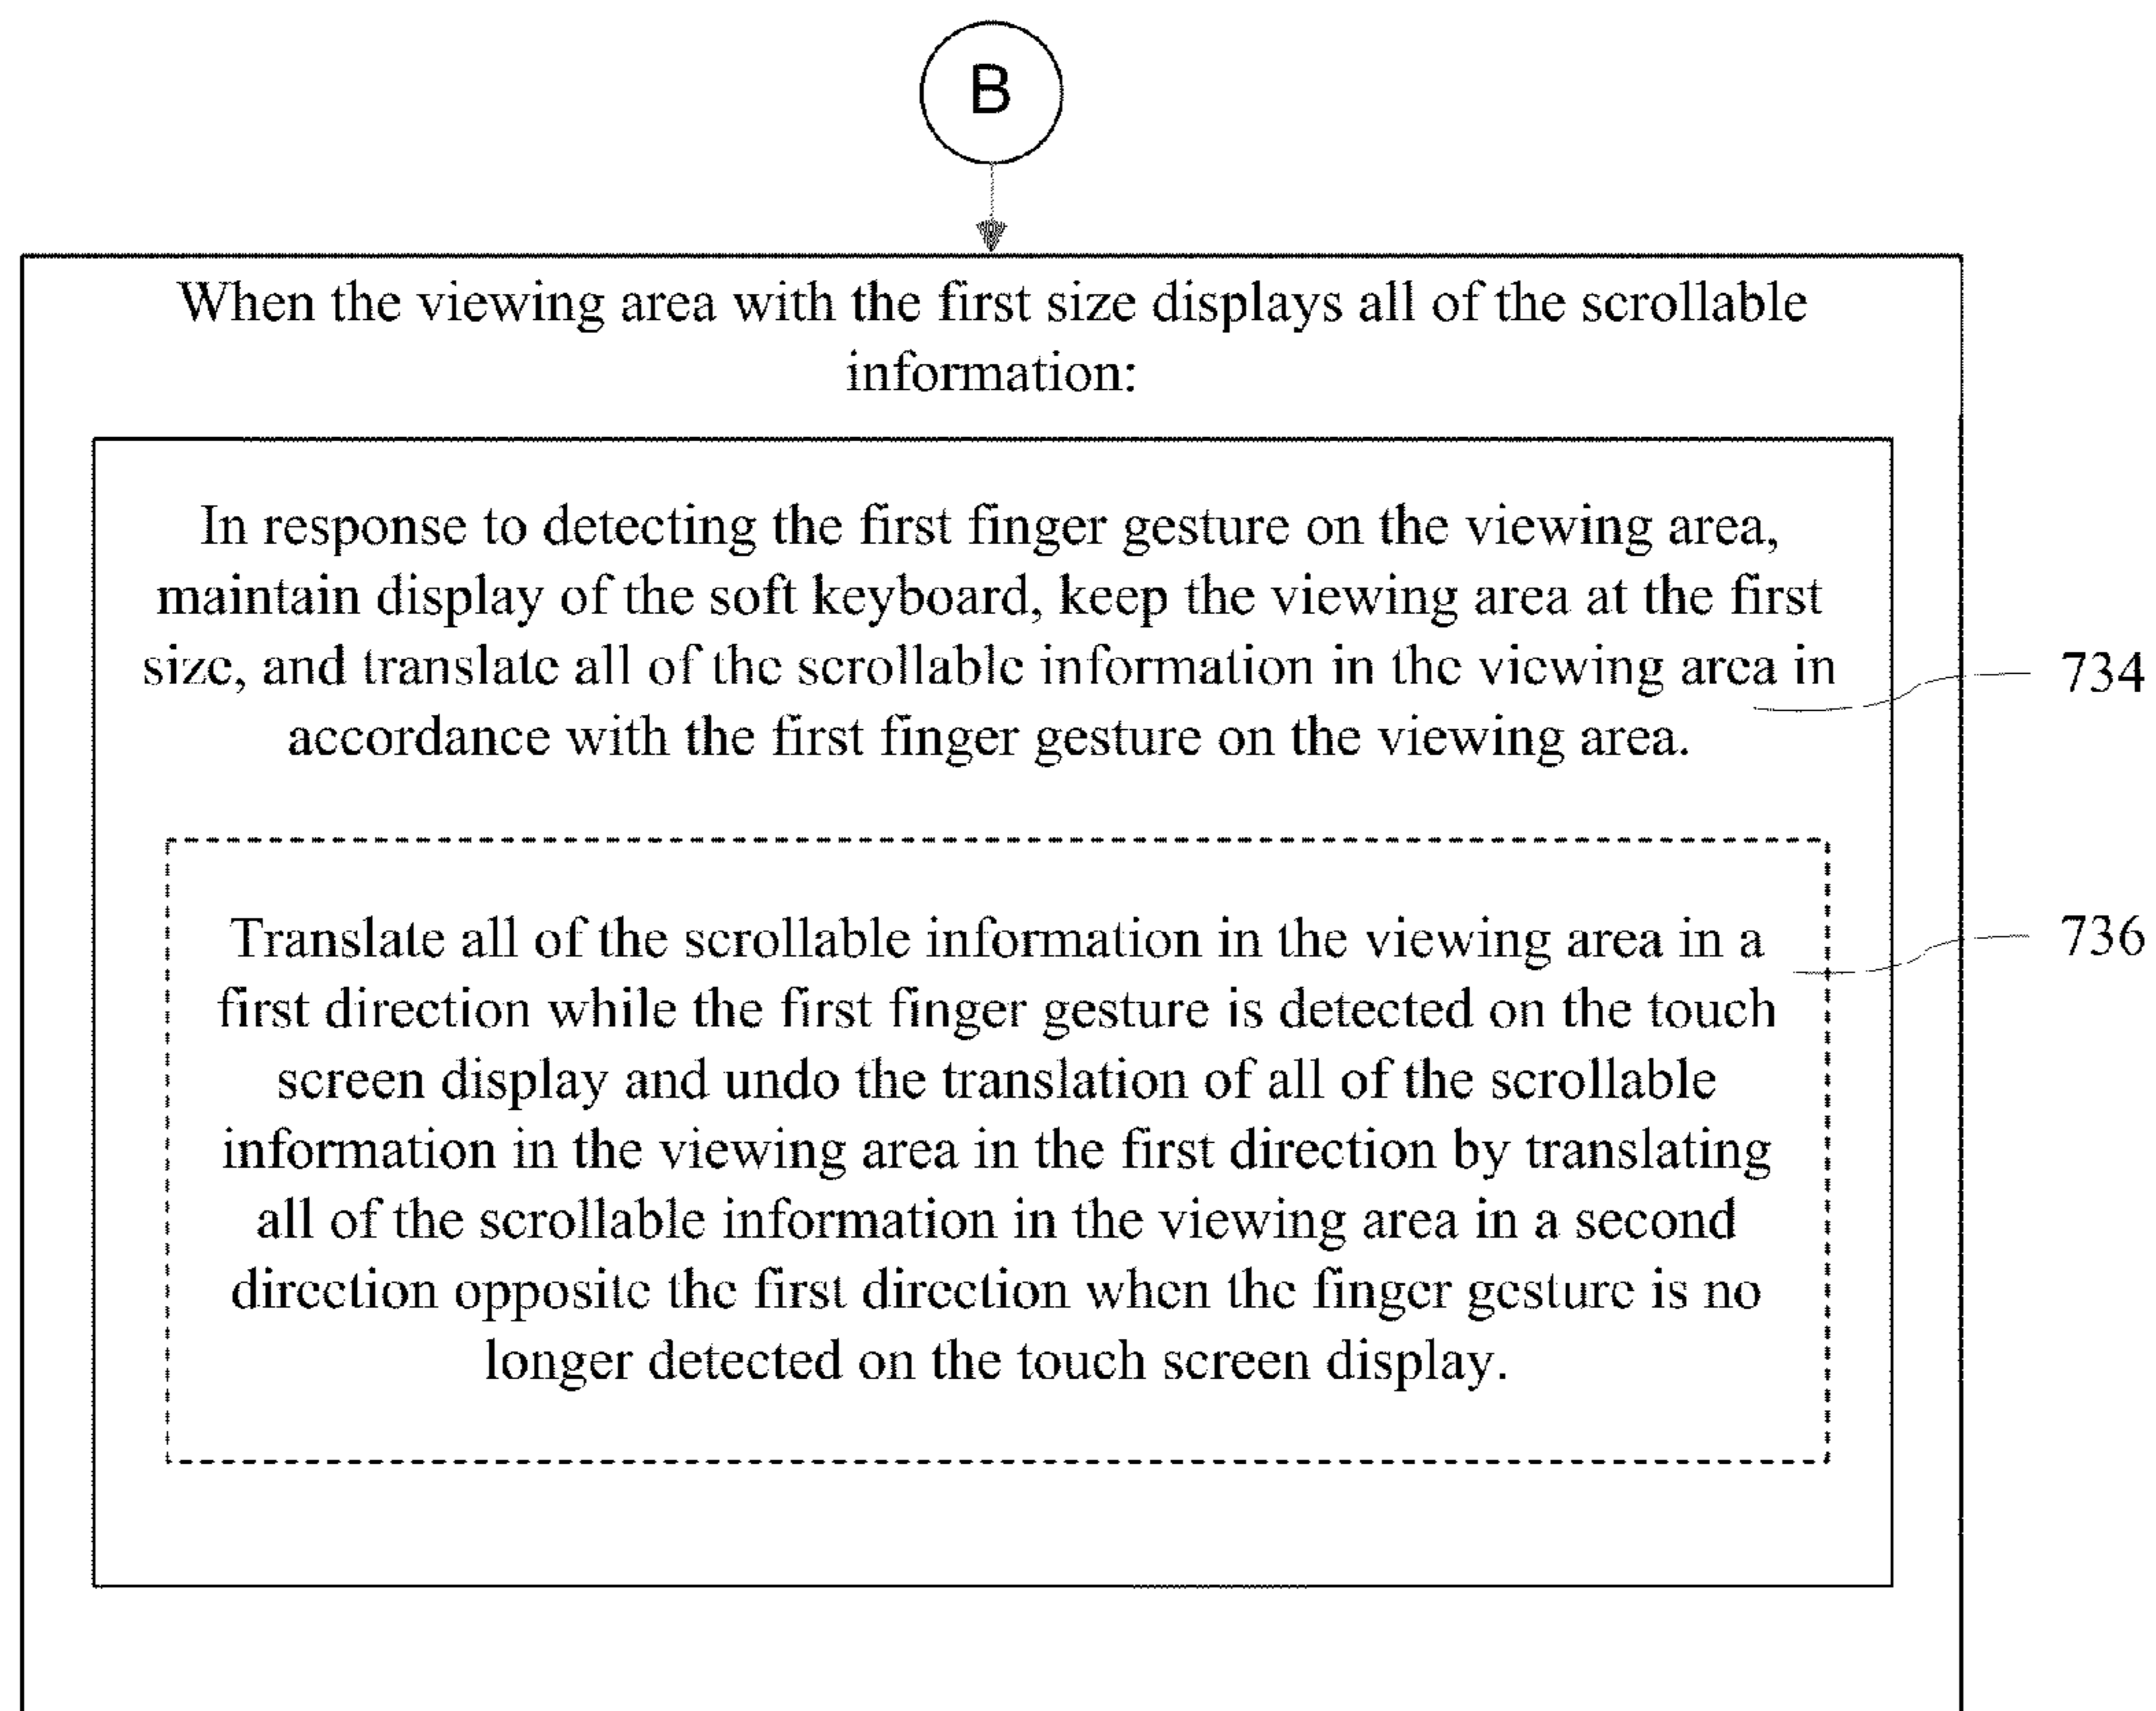 B
When the viewing area with the first size displays all of the scrollable
information:
In response to detecting the first finger gesture on the viewing area,
maintain display of the soft keyboard, keep the viewing area at the first
size, and translate all of the scrollable information in the viewing area in
accordance with the first finger gesture on the viewing area.
734
Translate all of the scrollable information in the viewing area in a
first direction while the first finger gesture is detected on the touch
screen display and undo the translation of all of the scrollable
information in the viewing area in the first direction by translating
all of the scrollable information in the viewing area in a second
direction opposite the first direction when the finger gesture is no
longer detected on the touch screen display.
736